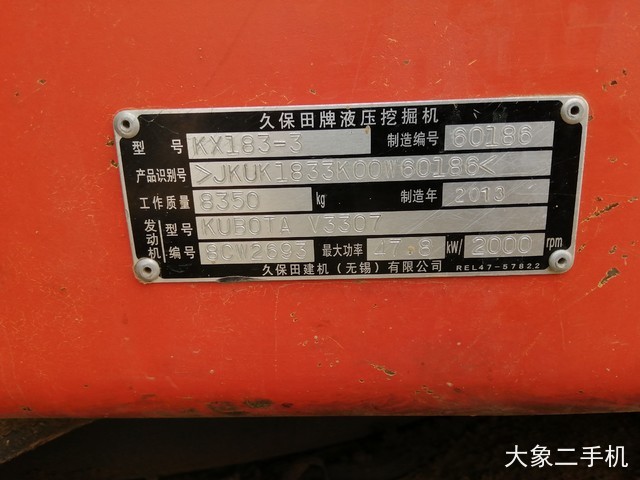 久保田牌液压挖掘机
型号 KX183-3 制造编号 60186
产品识别号 >JKUK1833K00W60186<
工作质量 8350 kg 制造年 2013
发动机 型号 KUBOTA V3307
编号 8CW2693 最大功率 47.8 kW/ 2000 rpm
久保田建机(无锡)有限公司 REL47-57822
大象二手机